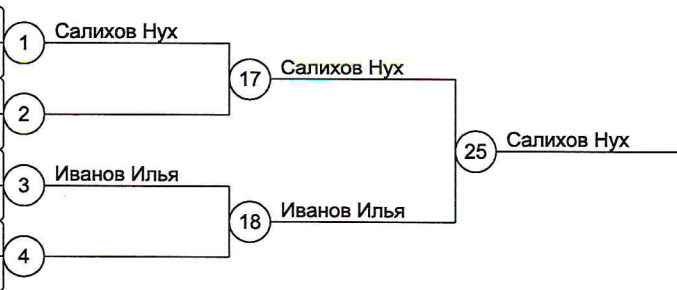 1 Салихов Нух
17 Салихов Нух
2
25 Салихов Нух
3 Иванов Илья
18 Иванов Илья
4